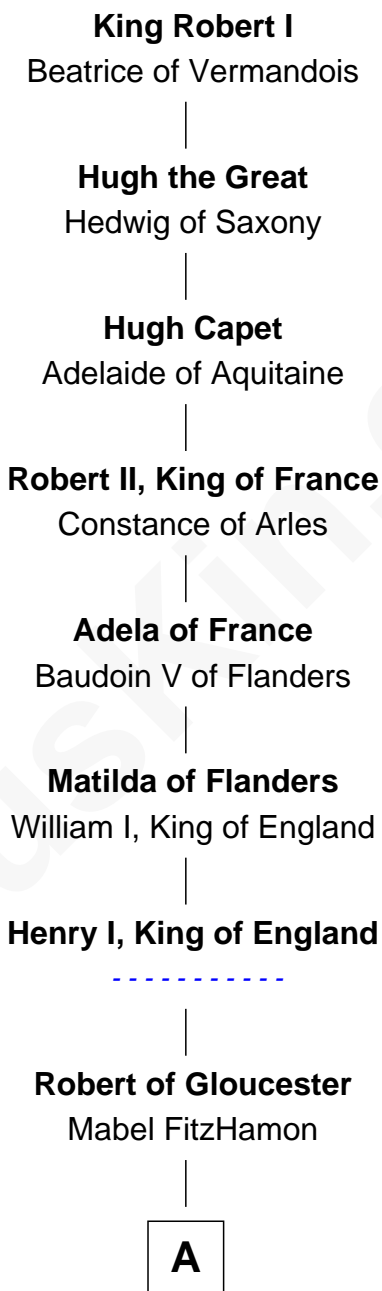 King Robert I
Beatrice of Vermandois
Hugh the Great
Hedwig of Saxony
Hugh Capet
Adelaide of Aquitaine
Robert II, King of France
Constance of Arles
Adela of France
Baudoin V of Flanders
Matilda of Flanders
William I, King of England
Henry I, King of England
- - - - - - - - - - -
Robert of Gloucester
Mabel FitzHamon
A